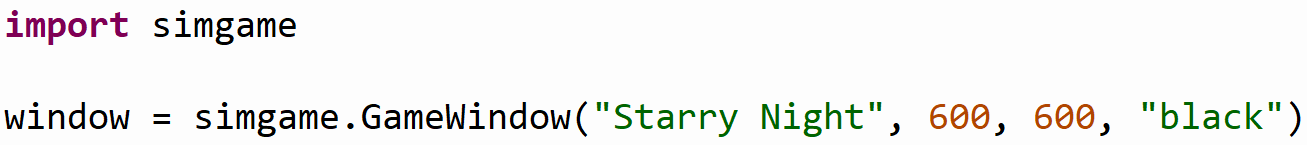 import simgame
window = simgame.GameWindow("Starry Night", 600, 600, "black")